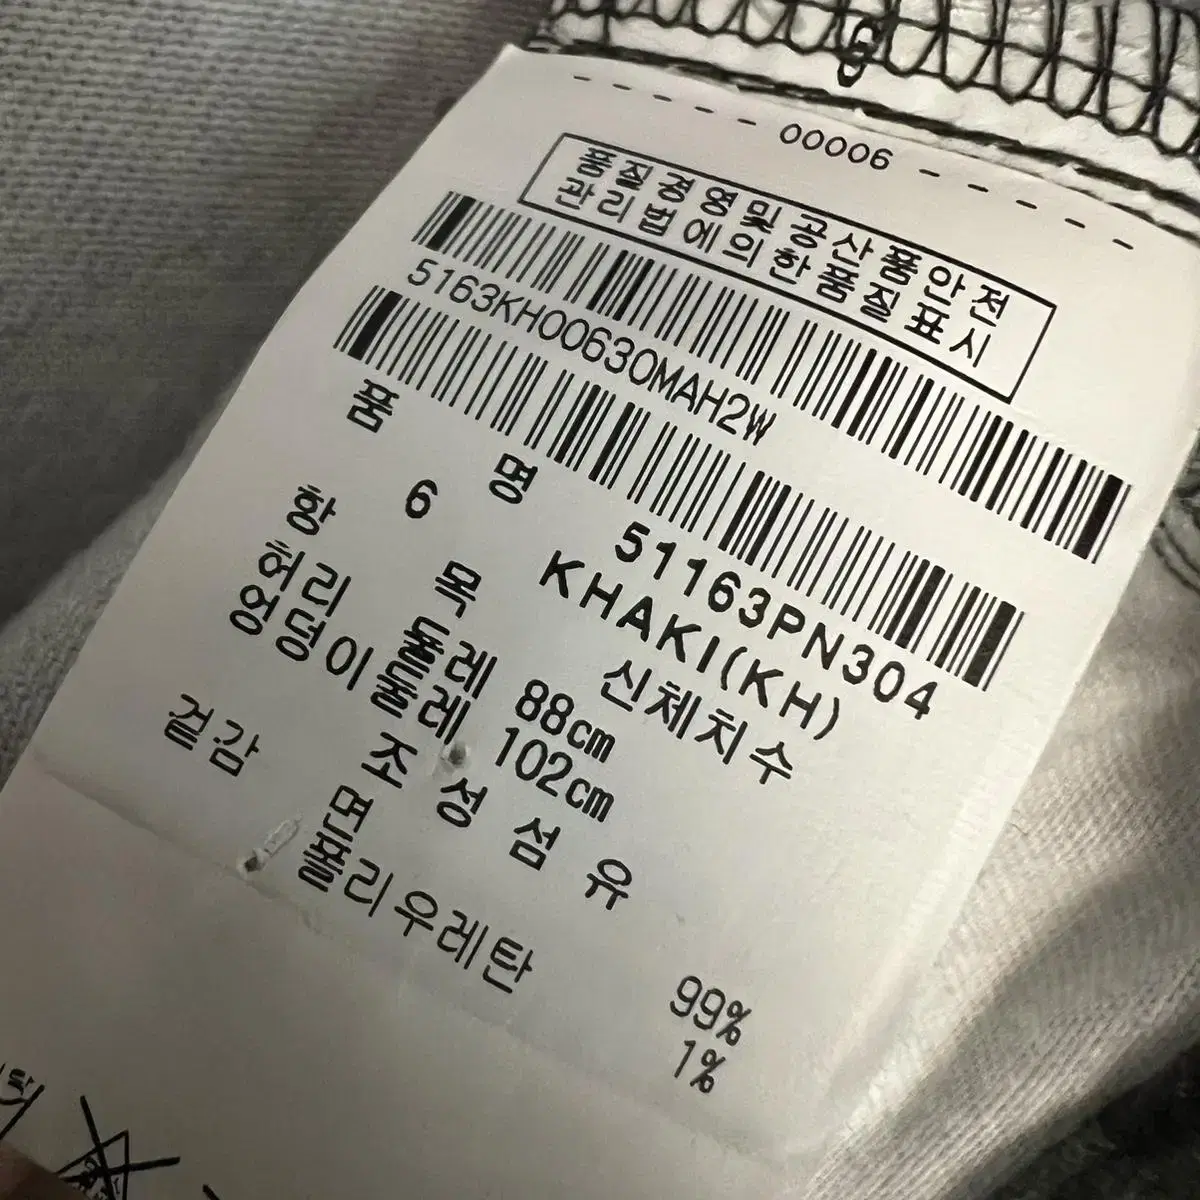 00006
품질경영및공산품안전
관리법에의한품질표시
5163KH00630MAH2W
품 명 51163PN304
6 KHAKI(KH)
항 목 신체치수
허리 둘레 88cm
엉덩이 둘레 102cm
조 성 섬 유
겉감 면 99%
폴리우레탄 1%